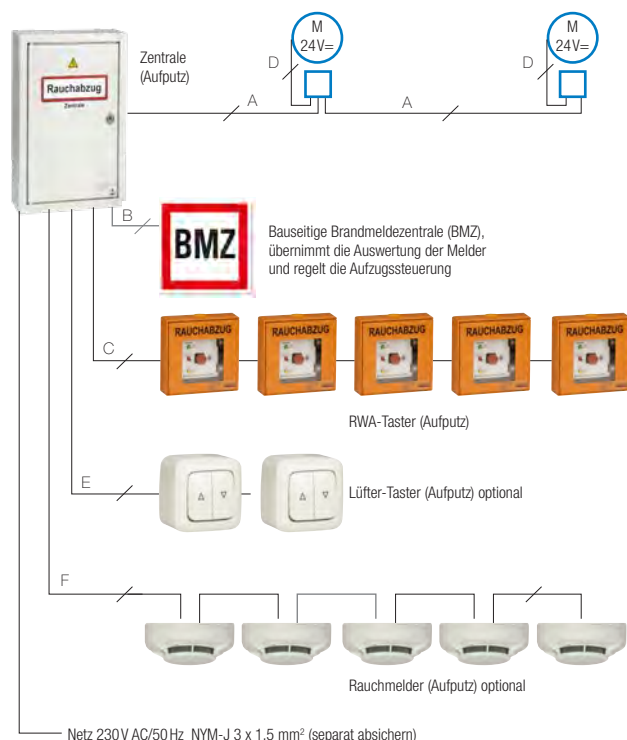 M
24V=
M
24V=
D
D
Zentrale
(Aufputz)
Rauchabzug
Zentrale
A
A
B
BMZ
Bauseitige Brandmeldezentrale (BMZ),
übernimmt die Auswertung der Melder
und regelt die Aufzugssteuerung
RAUCHABZUG
RAUCHABZUG
RAUCHABZUG
RAUCHABZUG
RAUCHABZUG
C
RWA-Taster (Aufputz)
E
Lüfter-Taster (Aufputz) optional
F
Rauchmelder (Aufputz) optional
Netz 230 V AC/50 Hz NYM-J 3 x 1,5 mm² (separat absichern)